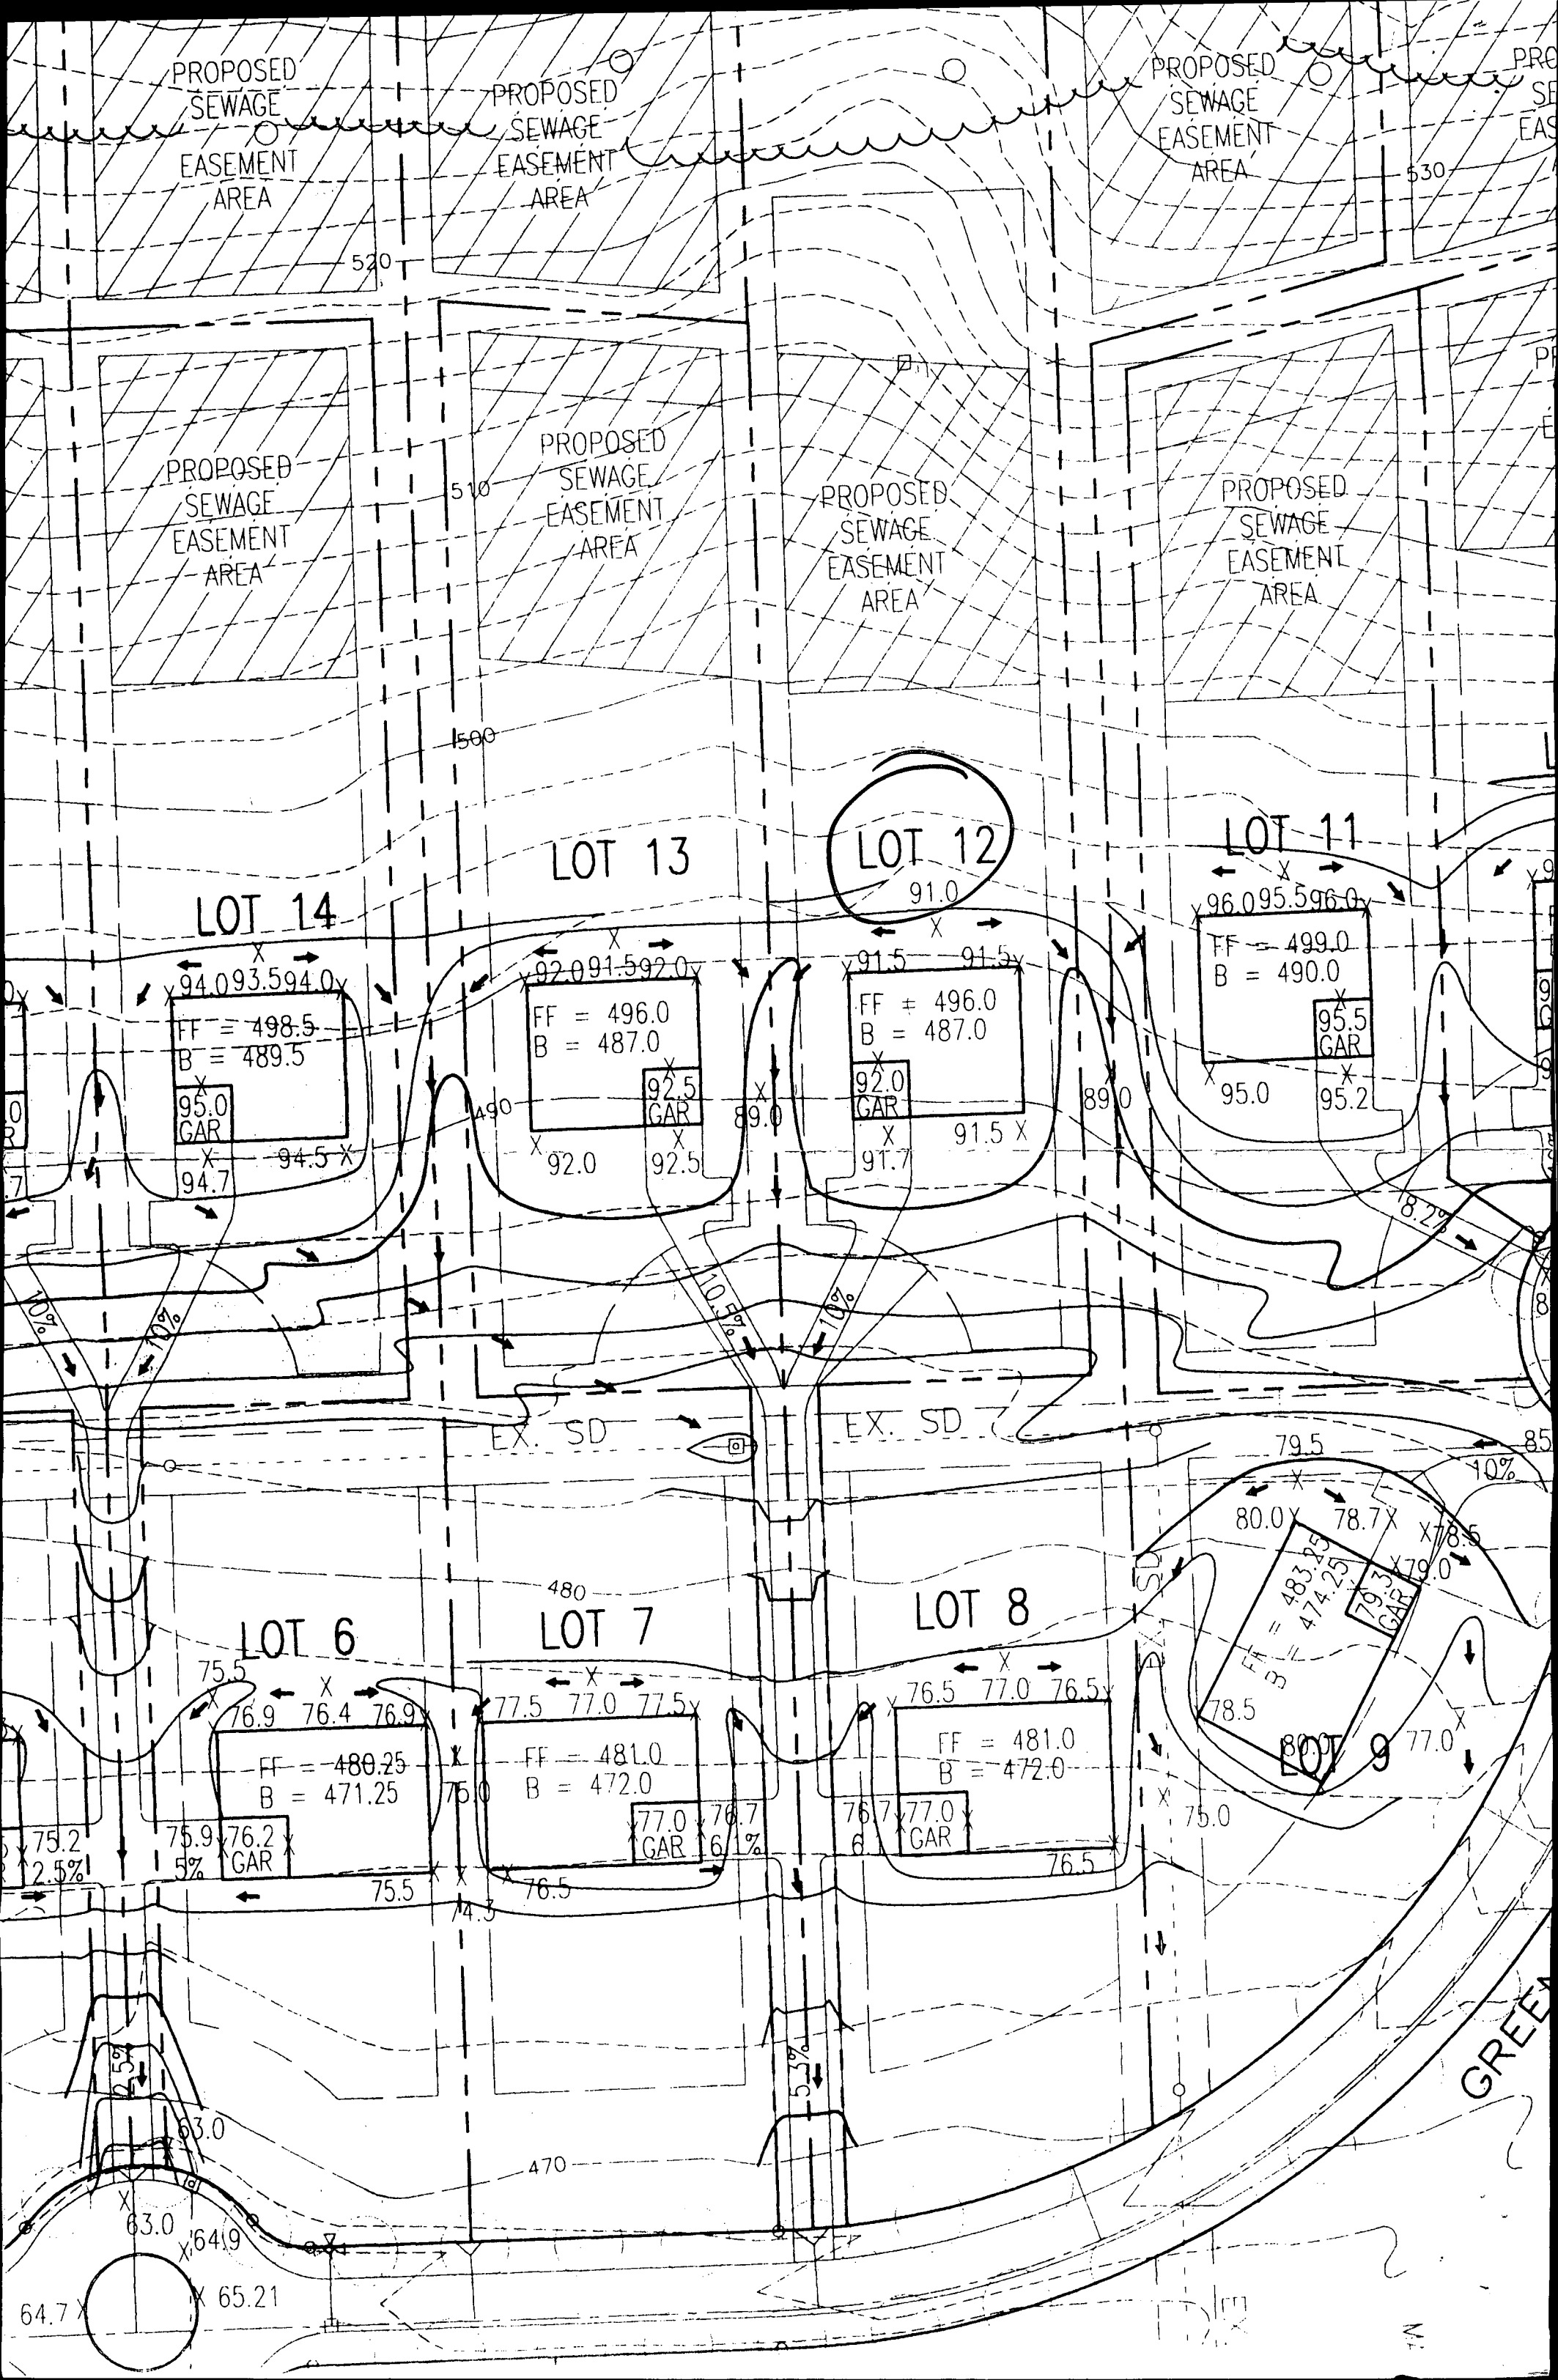 PROPOSED
SEWAGE
EASEMENT
AREA
PROPOSED
SEWAGE
EASEMENT
AREA
PROPOSED
SEWAGE
EASEMENT
AREA
530
520
PROPOSED
SEWAGE
EASEMENT
AREA
510
PROPOSED
SEWAGE
EASEMENT
AREA
PROPOSED
SEWAGE
EASEMENT
AREA
PROPOSED
SEWAGE
EASEMENT
AREA
500
LOT 14
LOT 13
LOT 12
LOT 11
91.0
94.0 93.5 94.0
FF = 498.5
B = 489.5
95.0
GAR
94.7
94.5
92.0 91.5 92.0
FF = 496.0
B = 487.0
92.5
GAR
92.0
92.5
490
89.0
91.5 91.5
FF = 496.0
B = 487.0
92.0
GAR
91.7
91.5
89.0
96.0 95.5 96.0
FF = 499.0
B = 490.0
95.5
GAR
95.0
95.2
8.2%
10%
10%
10.5%
10%
EX. SD
EX. SD
79.5
85
10%
80.0
78.7
78.5
79.0
FF = 483.25
B = 474.25
79.3
GAR
78.5
80.0
LOT 9
77.0
75.0
480
LOT 6
LOT 7
LOT 8
75.5
76.9 76.4 76.9
FF = 480.25
B = 471.25
76.2
GAR
75.2
2.5%
75.9
5%
75.5
75.0
74.3
77.5 77.0 77.5
FF = 481.0
B = 472.0
77.0
GAR
76.7
6.1%
76.5
76.5 77.0 76.5
FF = 481.0
B = 472.0
76.7
6
77.0
GAR
76.5
2.5%
5.3%
470
63.0
63.0
64.9
65.21
64.7
GREEN